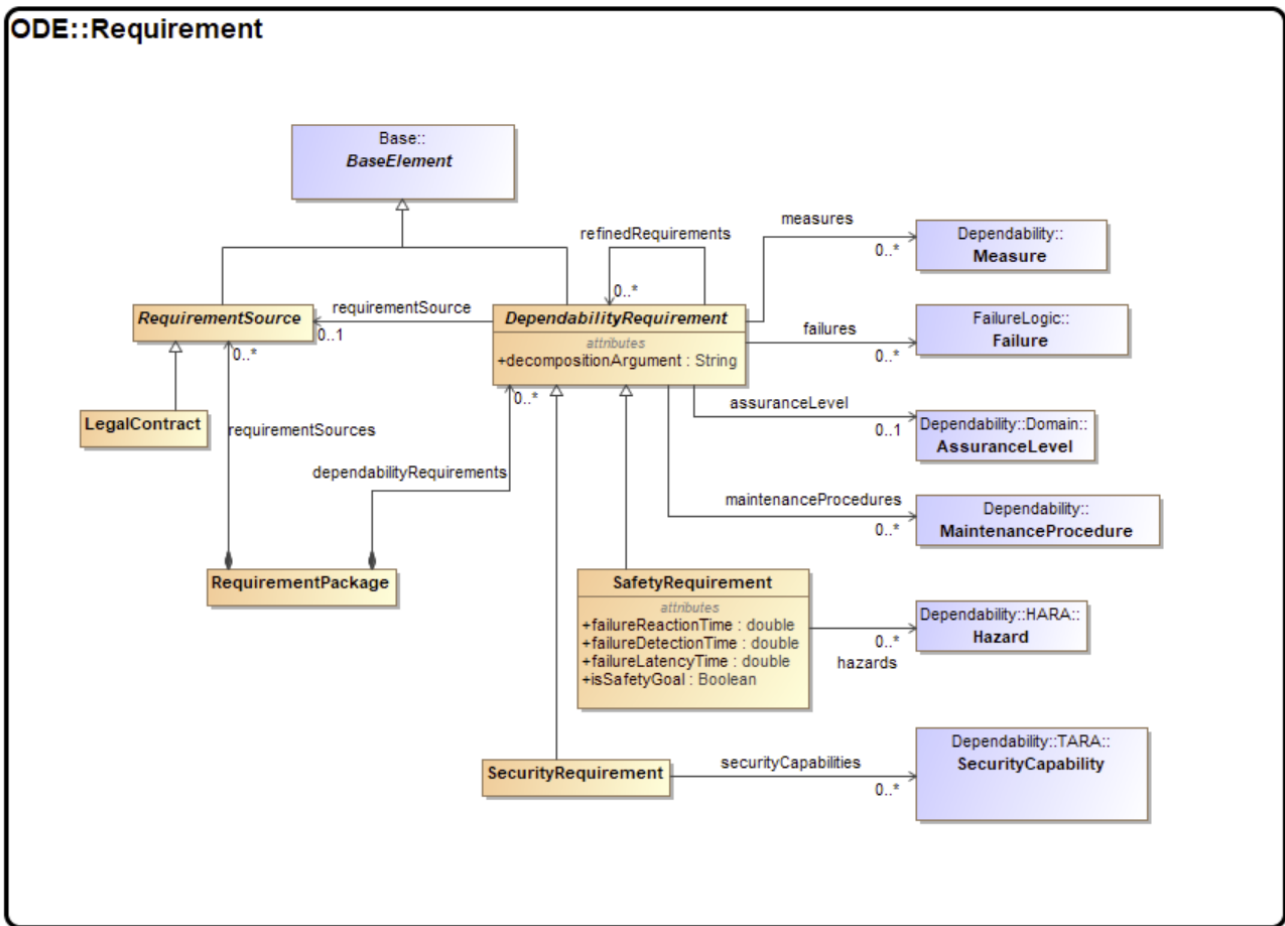 ODE::Requirement
Base::
BaseElement
refinedRequirements
0..*
measures
0..*
Dependability::
Measure
RequirementSource
requirementSource
0..1
0..*
DependabilityRequirement
attributes
+decompositionArgument : String
0..*
failures
0..*
FailureLogic::
Failure
LegalContract
requirementSources
assuranceLevel
0..1
Dependability::Domain::
AssuranceLevel
dependabilityRequirements
maintenanceProcedures
0..*
Dependability::
MaintenanceProcedure
RequirementPackage
SafetyRequirement
attributes
+failureReactionTime : double
+failureDetectionTime : double
+failureLatencyTime : double
+isSafetyGoal : Boolean
0..*
hazards
Dependability::HARA::
Hazard
SecurityRequirement
securityCapabilities
0..*
Dependability::TARA::
SecurityCapability